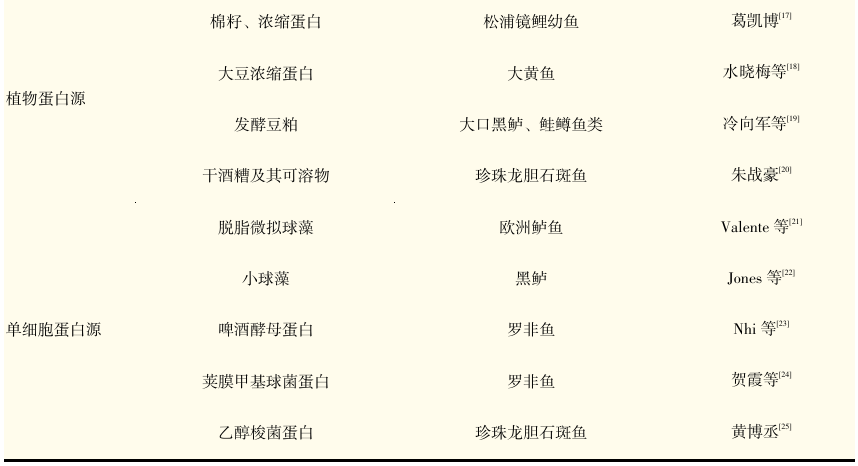 棉籽、浓缩蛋白 松浦镜鲤幼鱼 葛凯博[17]
大豆浓缩蛋白 大黄鱼 水晓梅等[18]
植物蛋白源
发酵豆粕 大口黑鲈、鲑鳟鱼类 冷向军等[19]
干酒糟及其可溶物 珍珠龙胆石斑鱼 朱战豪[20]
脱脂微拟球藻 欧洲鲈鱼 Valente 等[21]
小球藻 黑鲈 Jones 等[22]
单细胞蛋白源 啤酒酵母蛋白 罗非鱼 Nhi 等[23]
荚膜甲基球菌蛋白 罗非鱼 贺霞等[24]
乙醇梭菌蛋白 珍珠龙胆石斑鱼 黄博丞[25]